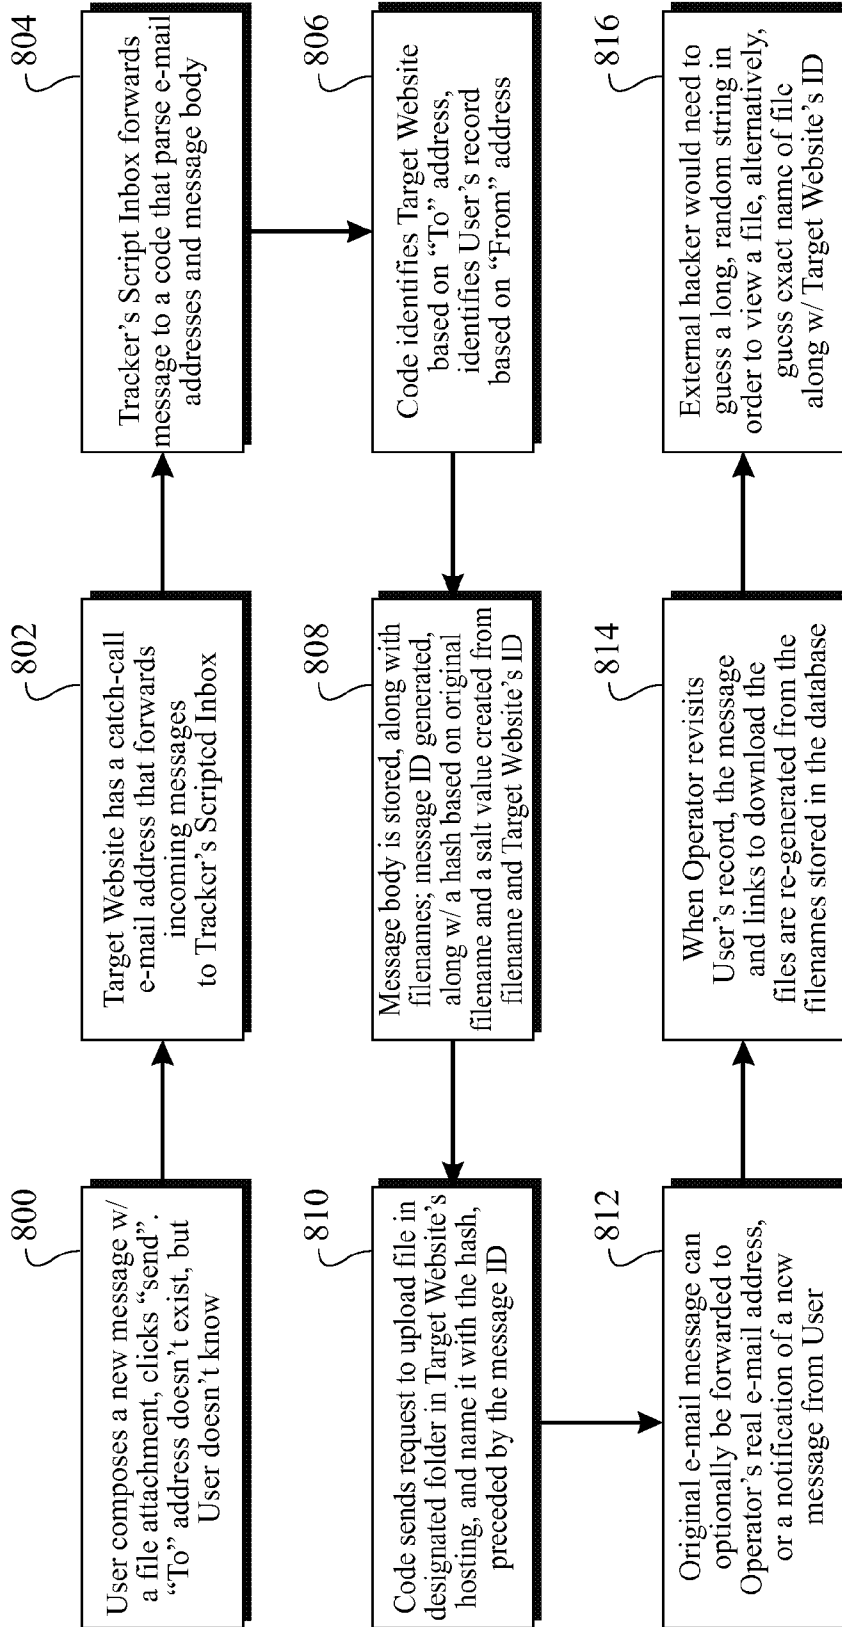 800
User composes a new message w/
a file attachment, clicks “send”.
“To” address doesn’t exist, but
User doesn’t know
802
Target Website has a catch-call
e-mail address that forwards
incoming messages
to Tracker’s Scripted Inbox
804
Tracker’s Script Inbox forwards
message to a code that parse e-mail
addresses and message body
806
Code identifies Target Website
based on “To” address,
identifies User’s record
based on “From” address
808
Message body is stored, along with
filenames; message ID generated,
along w/ a hash based on original
filename and a salt value created from
filename and Target Website’s ID
810
Code sends request to upload file in
designated folder in Target Website’s
hosting, and name it with the hash,
preceded by the message ID
812
Original e-mail message can
optionally be forwarded to
Operator’s real e-mail address,
or a notification of a new
message from User
814
When Operator revisits
User’s record, the message
and links to download the
files are re-generated from the
filenames stored in the database
816
External hacker would need to
guess a long, random string in
order to view a file, alternatively,
guess exact name of file
along w/ Target Website’s ID